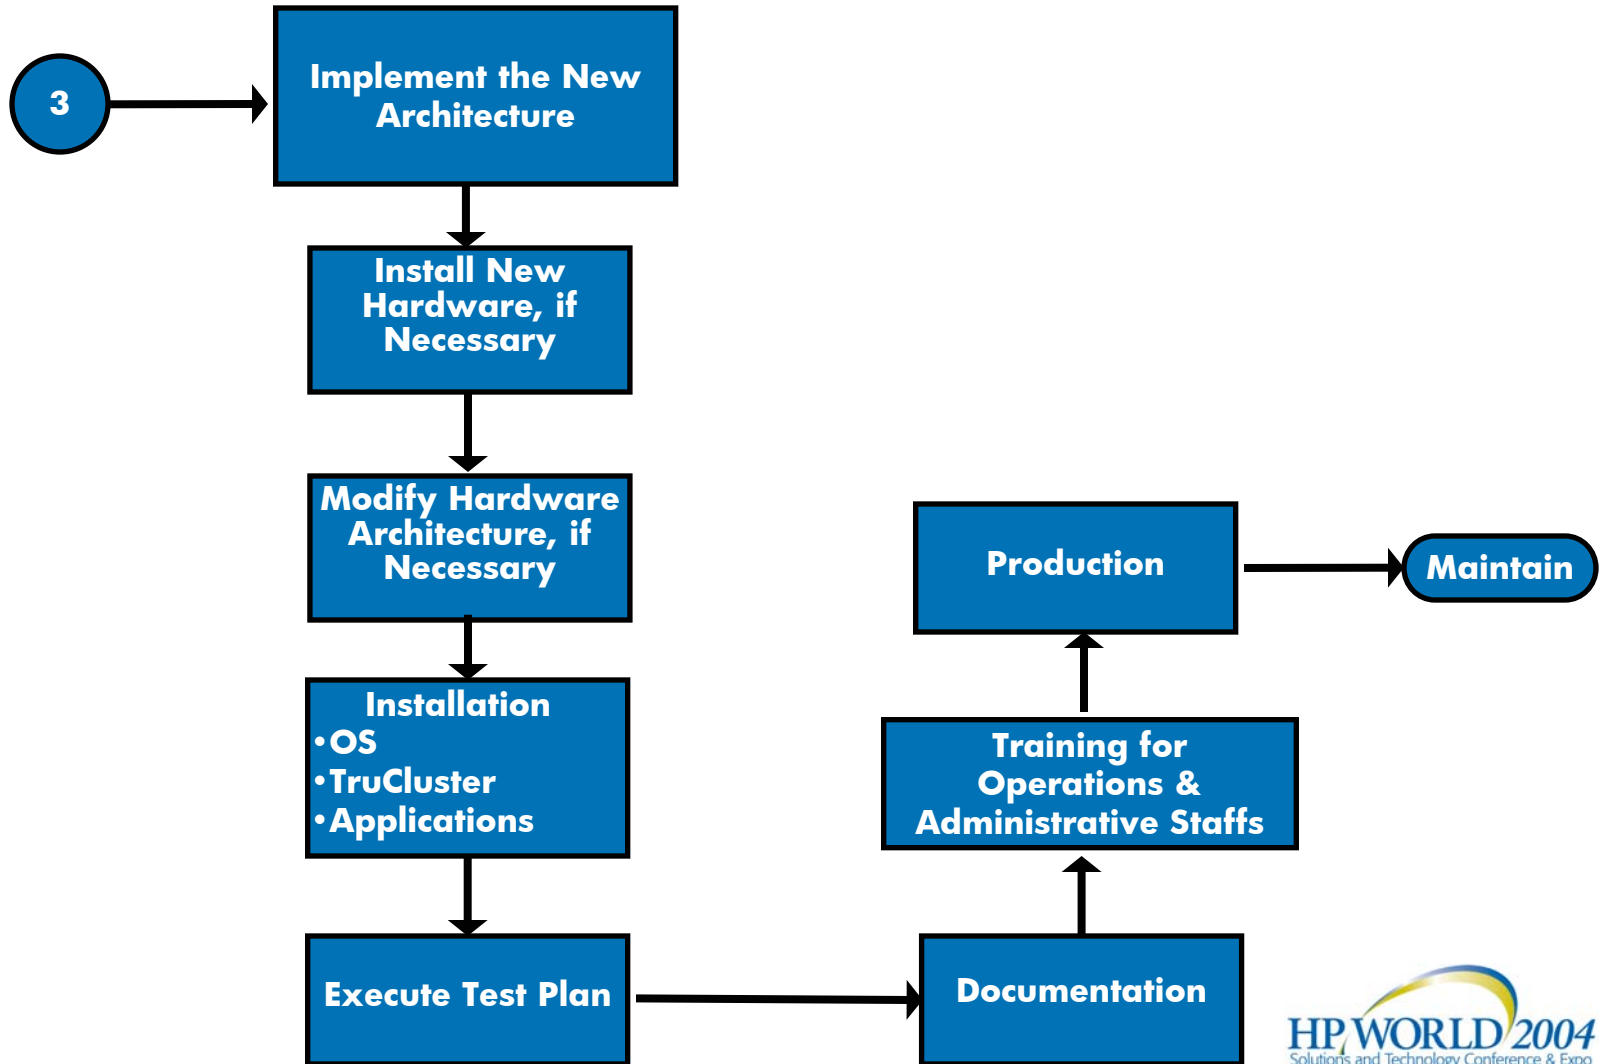 3
Implement the New
Architecture
Install New
Hardware, if
Necessary
Modify Hardware
Architecture, if
Necessary
Installation
•OS
•TruCluster
•Applications
Execute Test Plan
Documentation
Training for
Operations &
Administrative Staffs
Production
Maintain
HP WORLD 2004
Solutions and Technology Conference & Expo